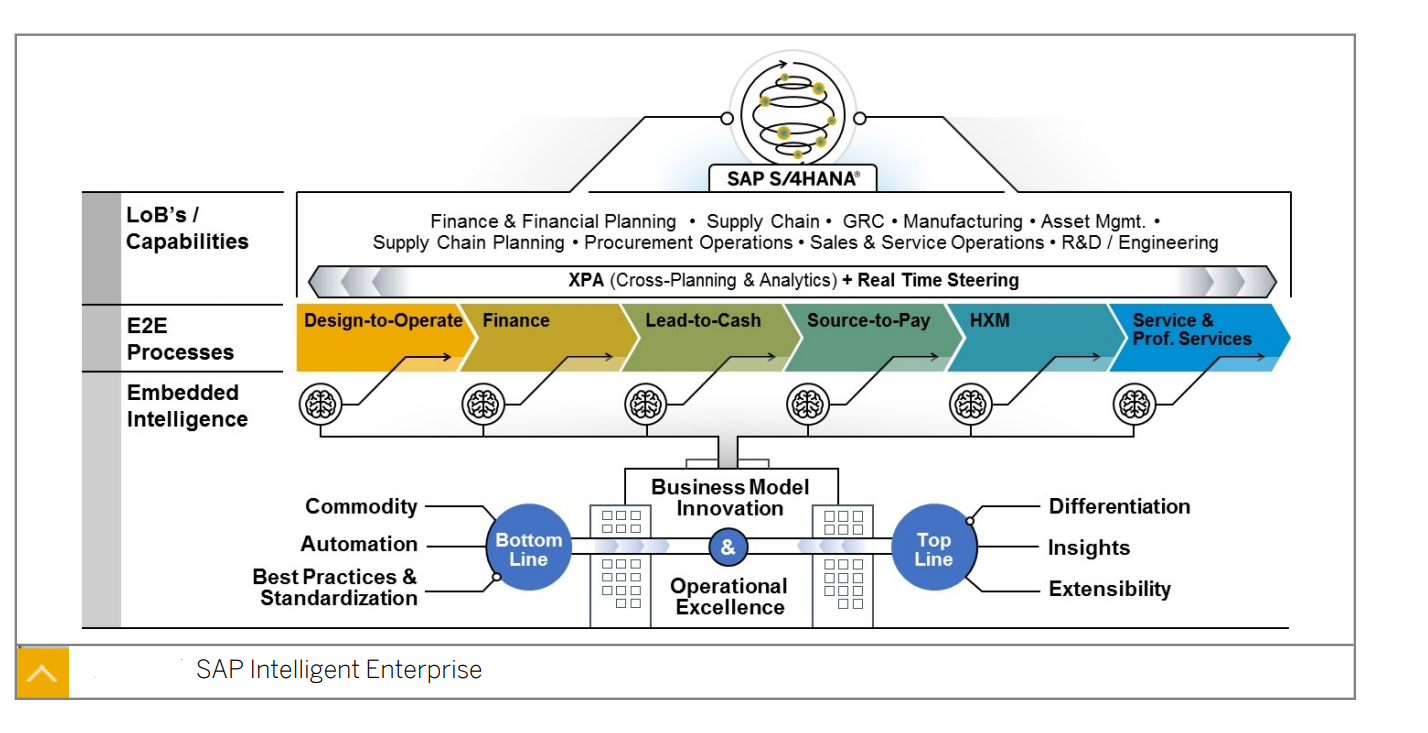 SAP S/4HANA®
LoB’s /
Capabilities
Finance & Financial Planning • Supply Chain • GRC • Manufacturing • Asset Mgmt. •
Supply Chain Planning • Procurement Operations • Sales & Service Operations • R&D / Engineering
XPA (Cross-Planning & Analytics) + Real Time Steering
E2E
Processes
Design-to-Operate
Finance
Lead-to-Cash
Source-to-Pay
HXM
Service &
Prof. Services
Embedded
Intelligence
Business Model
Innovation
&
Operational
Excellence
Commodity
Automation
Best Practices &
Standardization
Bottom
Line
Top
Line
Differentiation
Insights
Extensibility
SAP Intelligent Enterprise